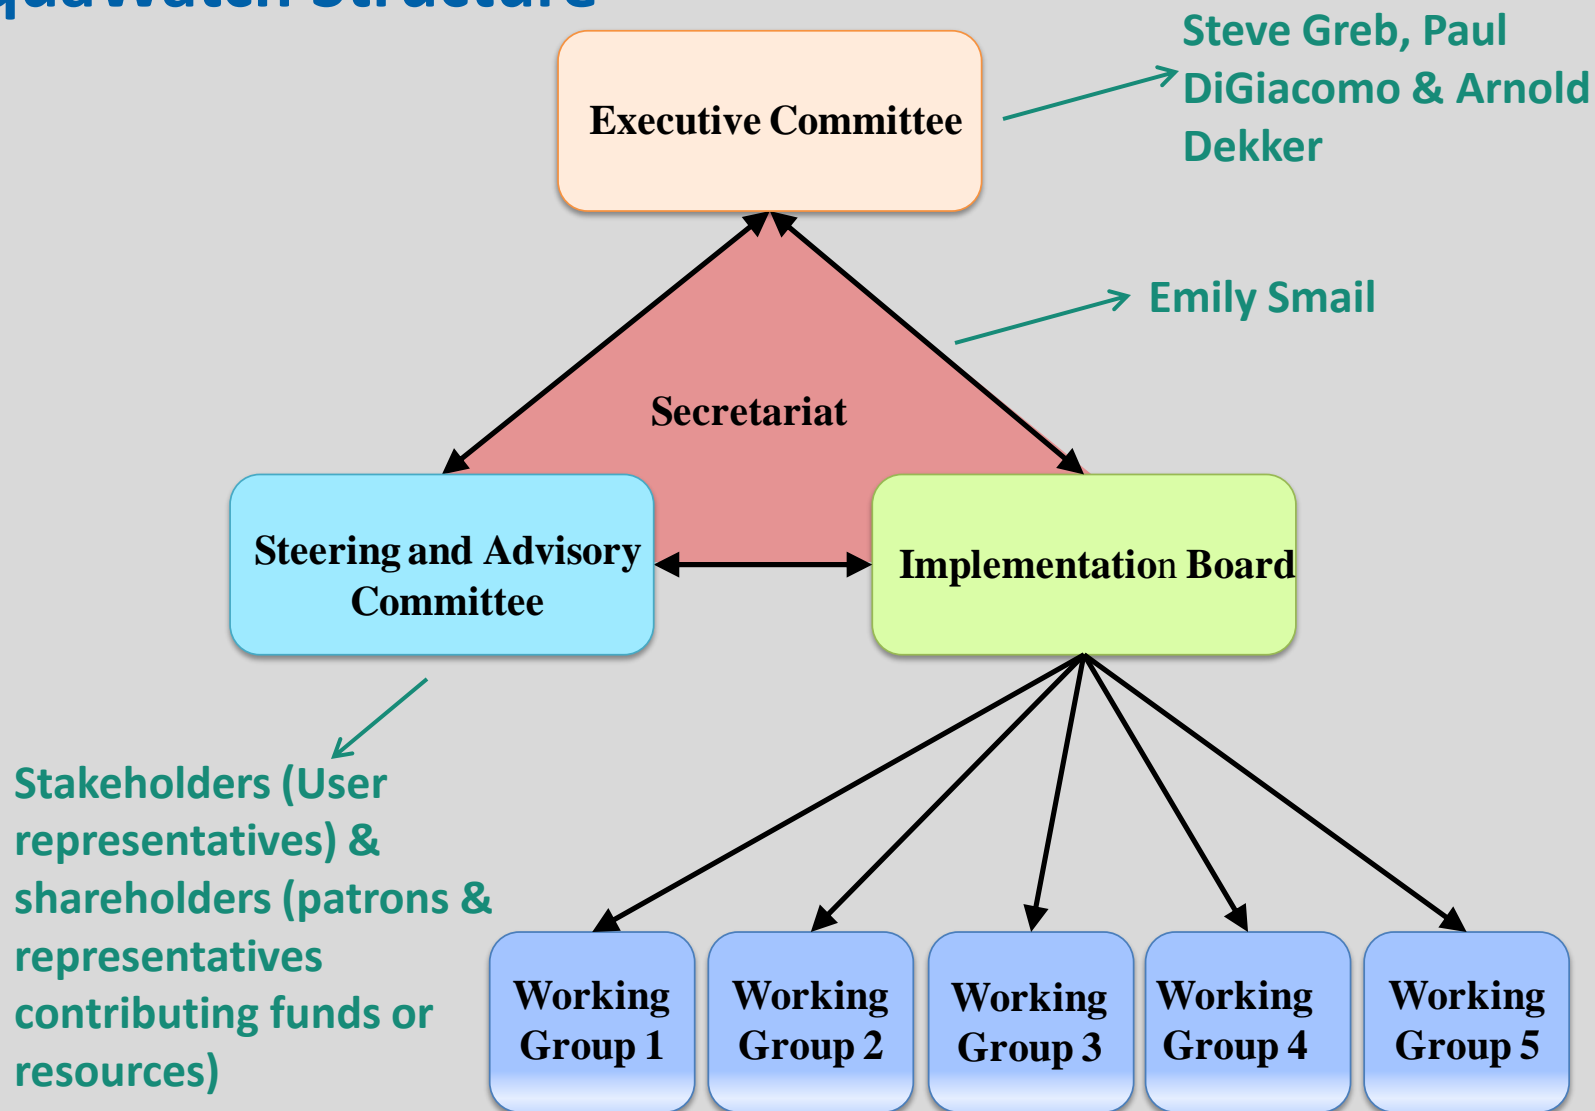 quaWatch Structure
Steve Greb, Paul
DiGiacomo & Arnold
Dekker
Executive Committee
Emily Smail
Secretariat
Steering and Advisory
Committee
Implementation Board
Stakeholders (User
representatives) &
shareholders (patrons &
representatives
contributing funds or
resources)
Working
Group 1
Working
Group 2
Working
Group 3
Working
Group 4
Working
Group 5